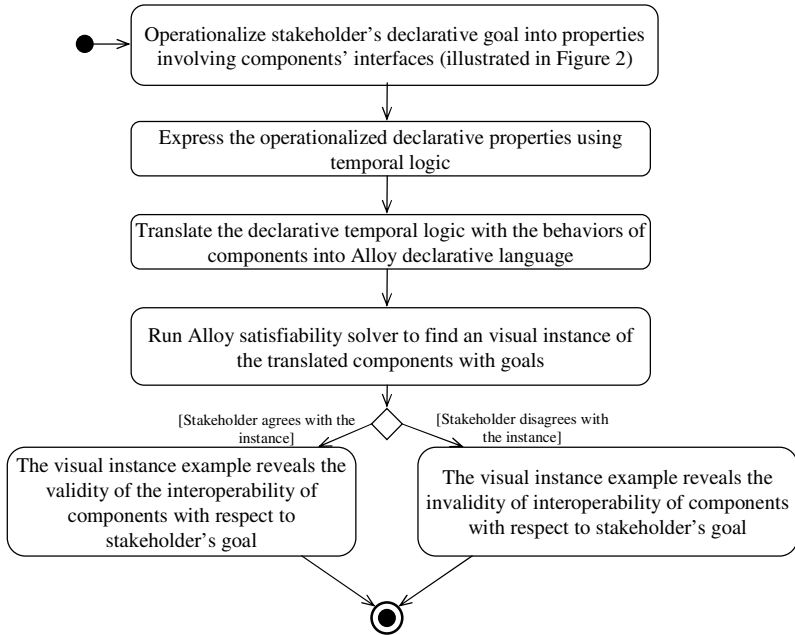 Operationalize stakeholder's declarative goal into properties
involving components' interfaces (illustrated in Figure 2)
Express the operationalized declarative properties using
temporal logic
Translate the declarative temporal logic with the behaviors of
components into Alloy declarative language
Run Alloy satisfiability solver to find an visual instance of
the translated components with goals
[Stakeholder agrees with the
instance]
[Stakeholder disagrees with
the instance]
The visual instance example reveals the
validity of the interoperability of
components with respect to
stakeholder's goal
The visual instance example reveals the
invalidity of interoperability of components
with respect to stakeholder's goal